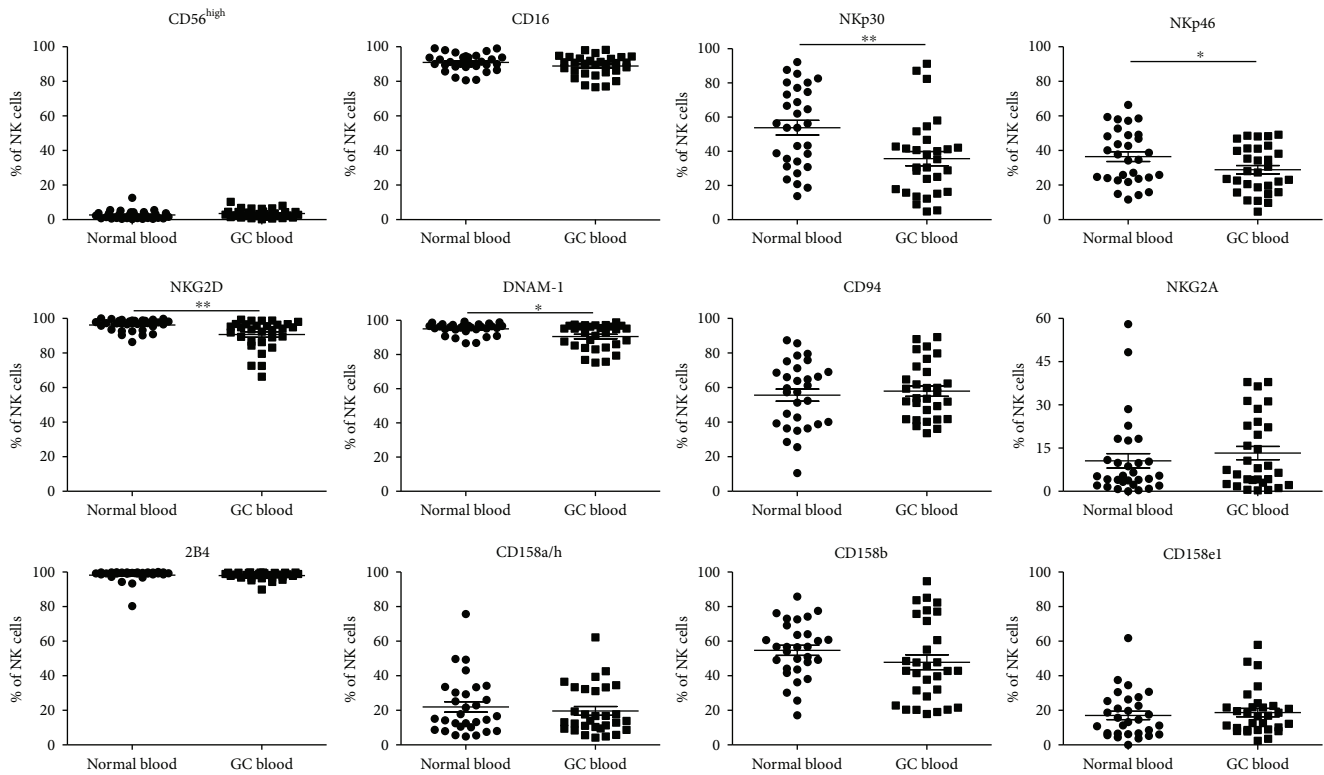 CD56high
% of NK cells
100
80
60
40
20
0
Normal blood GC blood
CD16
% of NK cells
100
80
60
40
20
0
Normal blood GC blood
NKp30
**
% of NK cells
100
80
60
40
20
0
Normal blood GC blood
NKp46
*
% of NK cells
100
80
60
40
20
0
Normal blood GC blood
NKG2D
**
% of NK cells
100
80
60
40
20
0
Normal blood GC blood
DNAM-1
*
% of NK cells
100
80
60
40
20
0
Normal blood GC blood
CD94
% of NK cells
100
80
60
40
20
0
Normal blood GC blood
NKG2A
% of NK cells
60
45
30
15
0
Normal blood GC blood
2B4
% of NK cells
100
80
60
40
20
0
Normal blood GC blood
CD158a/h
% of NK cells
100
80
60
40
20
0
Normal blood GC blood
CD158b
% of NK cells
100
80
60
40
20
0
Normal blood GC blood
CD158e1
% of NK cells
100
80
60
40
20
0
Normal blood GC blood